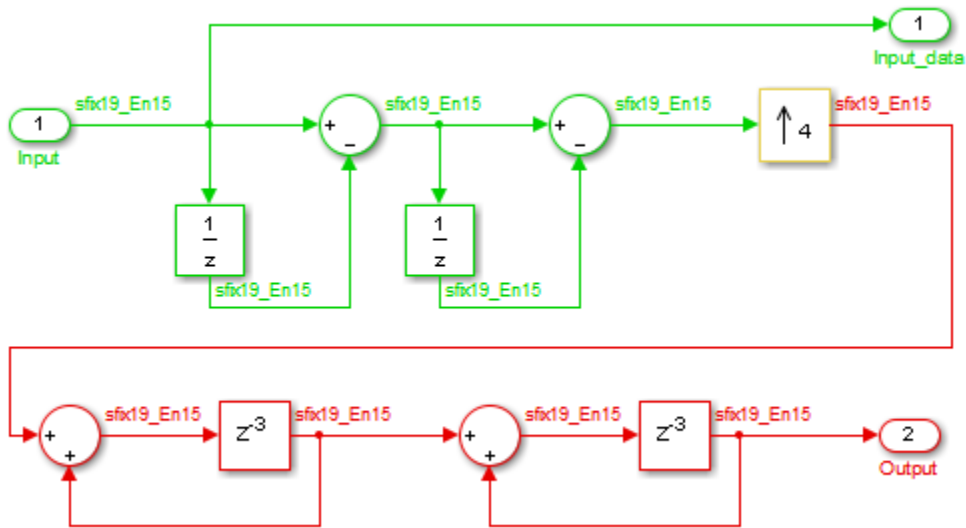 1
Input_data
sfix19_En15 sfix19_En15 sfix19_En15 sfix19_En15
1 + − + − ↑ 4
Input
1
z
1
z
sfix19_En15 sfix19_En15
sfix19_En15 sfix19_En15 sfix19_En15 sfix19_En15
+ + z-3 + + z-3 2
Output